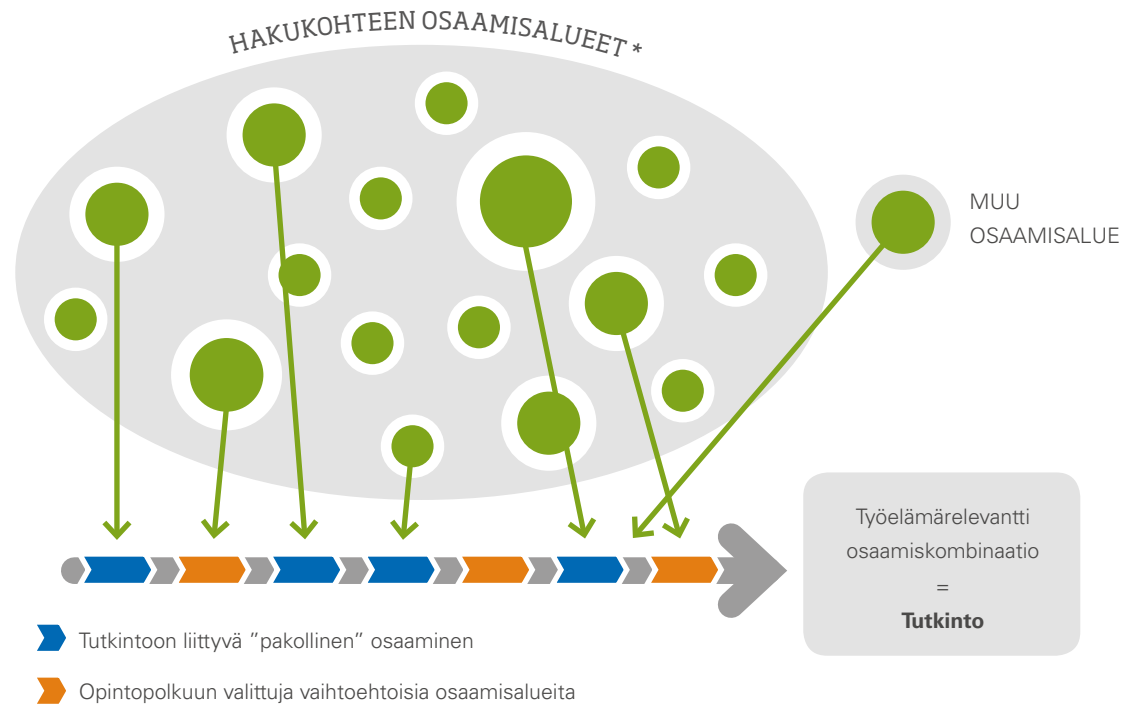 HAKUKOHTEEN OSAAMISALUEET *
MUU
OSAAMISALUE
Työelämärelevantti
osaamiskombinaatio
=
Tutkinto
Tutkintoon liittyvä ”pakollinen” osaaminen
Opintopolkuun valittuja vaihtoehtoisia osaamisalueita